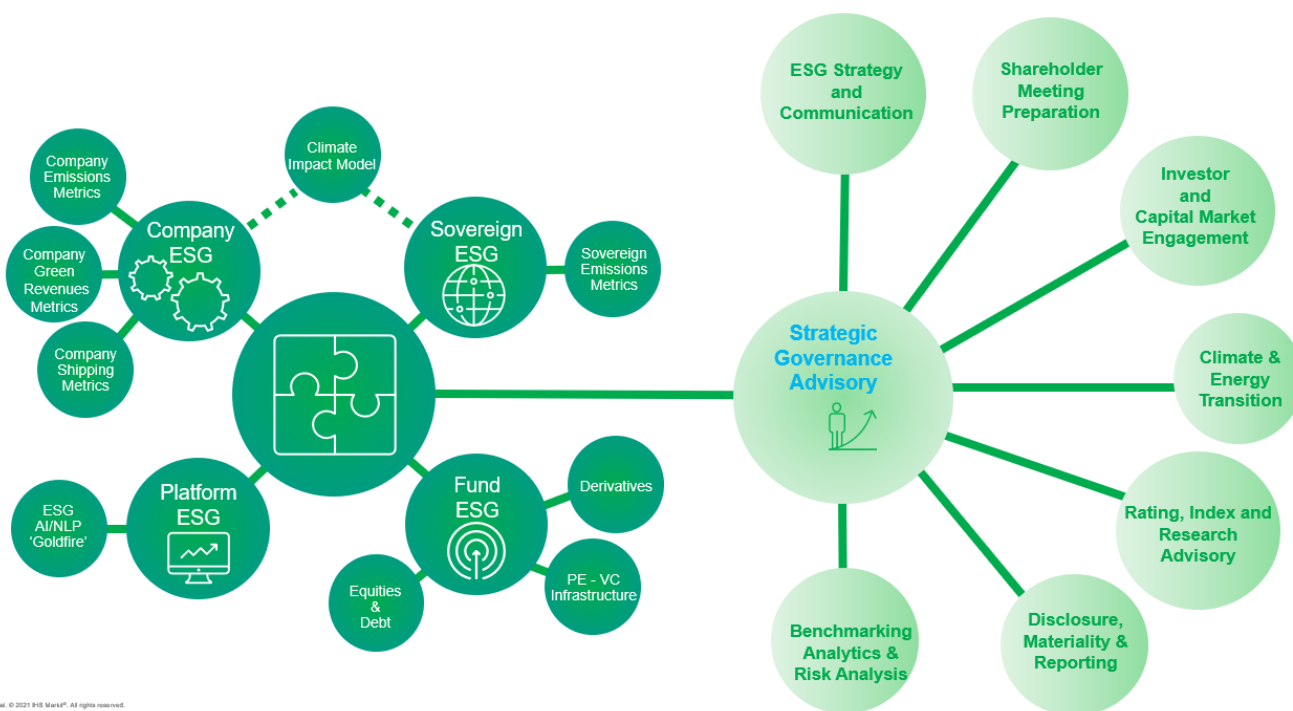 Climate
Impact Model
Company
Emissions
Metrics
Company
ESG
Company
Green
Revenues
Metrics
Company
Shipping
Metrics
Sovereign
ESG
Sovereign
Emissions
Metrics
Platform
ESG
ESG
AI/NLP
'Goldfire'
Fund
ESG
Derivatives
PE - VC
Infrastructure
Equities
&
Debt
Strategic
Governance
Advisory
ESG Strategy
and
Communication
Shareholder
Meeting
Preparation
Investor
and
Capital Market
Engagement
Climate &
Energy
Transition
Rating, Index and
Research
Advisory
Disclosure,
Materiality &
Reporting
Benchmarking
Analytics &
Risk Analysis
© 2021 IHS Markit®. All rights reserved.